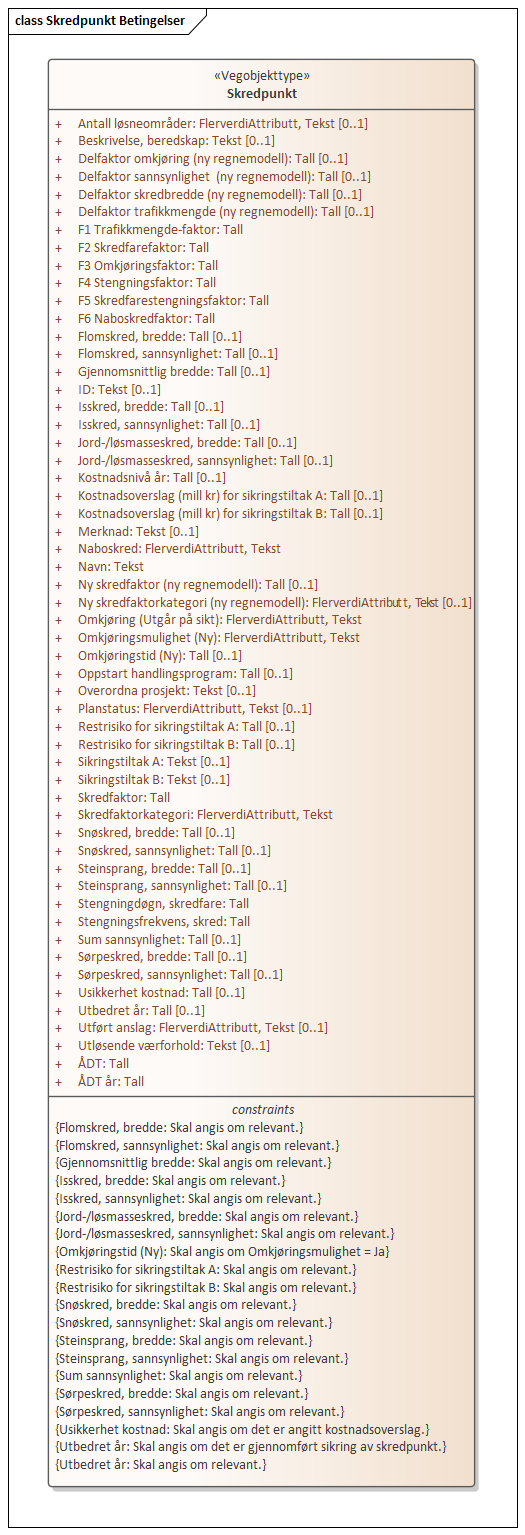 class Skredpunkt Betingelser
«Vegobjekttype»
Skredpunkt
+ Antall løsneområder: FlerverdiAttributt, Tekst [0..1]
+ Beskrivelse, beredskap: Tekst [0..1]
+ Delfaktor omkjøring (ny regnemodell): Tall [0..1]
+ Delfaktor sannsynlighet  (ny regnemodell): Tall [0..1]
+ Delfaktor skredbredde (ny regnemodell): Tall [0..1]
+ Delfaktor trafikkmengde (ny regnemodell): Tall [0..1]
+ F1 Trafikkmengde-faktor: Tall
+ F2 Skredfarefaktor: Tall
+ F3 Omkjøringsfaktor: Tall
+ F4 Stengningsfaktor: Tall
+ F5 Skredfarestengningsfaktor: Tall
+ F6 Naboskredfaktor: Tall
+ Flomskred, bredde: Tall [0..1]
+ Flomskred, sannsynlighet: Tall [0..1]
+ Gjennomsnittlig bredde: Tall [0..1]
+ ID: Tekst [0..1]
+ Isskred, bredde: Tall [0..1]
+ Isskred, sannsynlighet: Tall [0..1]
+ Jord-/løsmasseskred, bredde: Tall [0..1]
+ Jord-/løsmasseskred, sannsynlighet: Tall [0..1]
+ Kostnadsnivå år: Tall [0..1]
+ Kostnadsoverslag (mill kr) for sikringstiltak A: Tall [0..1]
+ Kostnadsoverslag (mill kr) for sikringstiltak B: Tall [0..1]
+ Merknad: Tekst [0..1]
+ Naboskred: FlerverdiAttributt, Tekst
+ Navn: Tekst
+ Ny skredfaktor (ny regnemodell): Tall [0..1]
+ Ny skredfaktorkategori (ny regnemodell): FlerverdiAttributt, Tekst [0..1]
+ Omkjøring (Utgår på sikt): FlerverdiAttributt, Tekst
+ Omkjøringsmulighet (Ny): FlerverdiAttributt, Tekst
+ Omkjøringstid (Ny): Tall [0..1]
+ Oppstart handlingsprogram: Tall [0..1]
+ Overordna prosjekt: Tekst [0..1]
+ Planstatus: FlerverdiAttributt, Tekst [0..1]
+ Restrisiko for sikringstiltak A: Tall [0..1]
+ Restrisiko for sikringstiltak B: Tall [0..1]
+ Sikringstiltak A: Tekst [0..1]
+ Sikringstiltak B: Tekst [0..1]
+ Skredfaktor: Tall
+ Skredfaktorkategori: FlerverdiAttributt, Tekst
+ Snøskred, bredde: Tall [0..1]
+ Snøskred, sannsynlighet: Tall [0..1]
+ Steinsprang, bredde: Tall [0..1]
+ Steinsprang, sannsynlighet: Tall [0..1]
+ Stengningdøgn, skredfare: Tall
+ Stengningsfrekvens, skred: Tall
+ Sum sannsynlighet: Tall [0..1]
+ Sørpeskred, bredde: Tall [0..1]
+ Sørpeskred, sannsynlighet: Tall [0..1]
+ Usikkerhet kostnad: Tall [0..1]
+ Utbedret år: Tall [0..1]
+ Utført anslag: FlerverdiAttributt, Tekst [0..1]
+ Utløsende værforhold: Tekst [0..1]
+ ÅDT: Tall
+ ÅDT år: Tall
constraints
{Flomskred, bredde: Skal angis om relevant.}
{Flomskred, sannsynlighet: Skal angis om relevant.}
{Gjennomsnittlig bredde: Skal angis om relevant.}
{Isskred, bredde: Skal angis om relevant.}
{Isskred, sannsynlighet: Skal angis om relevant.}
{Jord-/løsmasseskred, bredde: Skal angis om relevant.}
{Jord-/løsmasseskred, sannsynlighet: Skal angis om relevant.}
{Omkjøringstid (Ny): Skal angis om Omkjøringsmulighet = Ja}
{Restrisiko for sikringstiltak A: Skal angis om relevant.}
{Restrisiko for sikringstiltak B: Skal angis om relevant.}
{Snøskred, bredde: Skal angis om relevant.}
{Snøskred, sannsynlighet: Skal angis om relevant.}
{Steinsprang, bredde: Skal angis om relevant.}
{Steinsprang, sannsynlighet: Skal angis om relevant.}
{Sum sannsynlighet: Skal angis om relevant.}
{Sørpeskred, bredde: Skal angis om relevant.}
{Sørpeskred, sannsynlighet: Skal angis om relevant.}
{Usikkerhet kostnad: Skal angis om det er angitt kostnadsoverslag.}
{Utbedret år: Skal angis om det er gjennomført sikring av skredpunkt.}
{Utbedret år: Skal angis om relevant.}